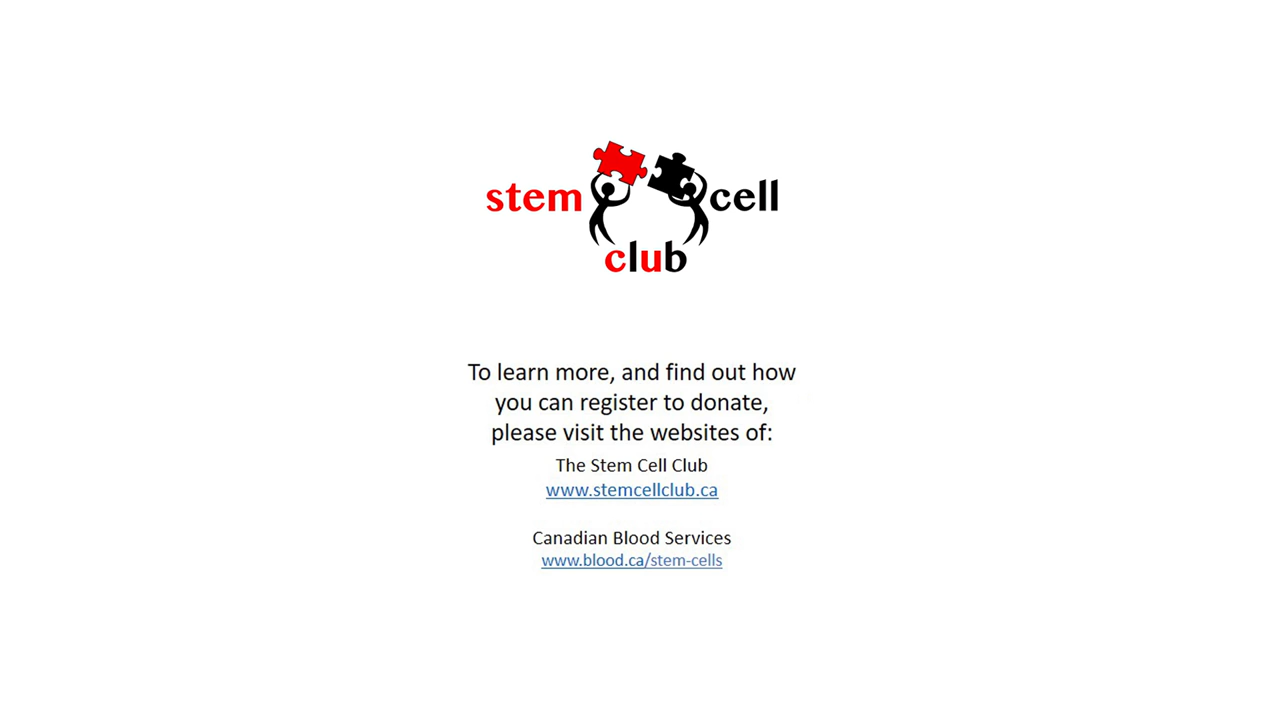 stem cell
club
To learn more, and find out how
you can register to donate,
please visit the websites of:
The Stem Cell Club
www.stemcellclub.ca
Canadian Blood Services
www.blood.ca/stem-cells